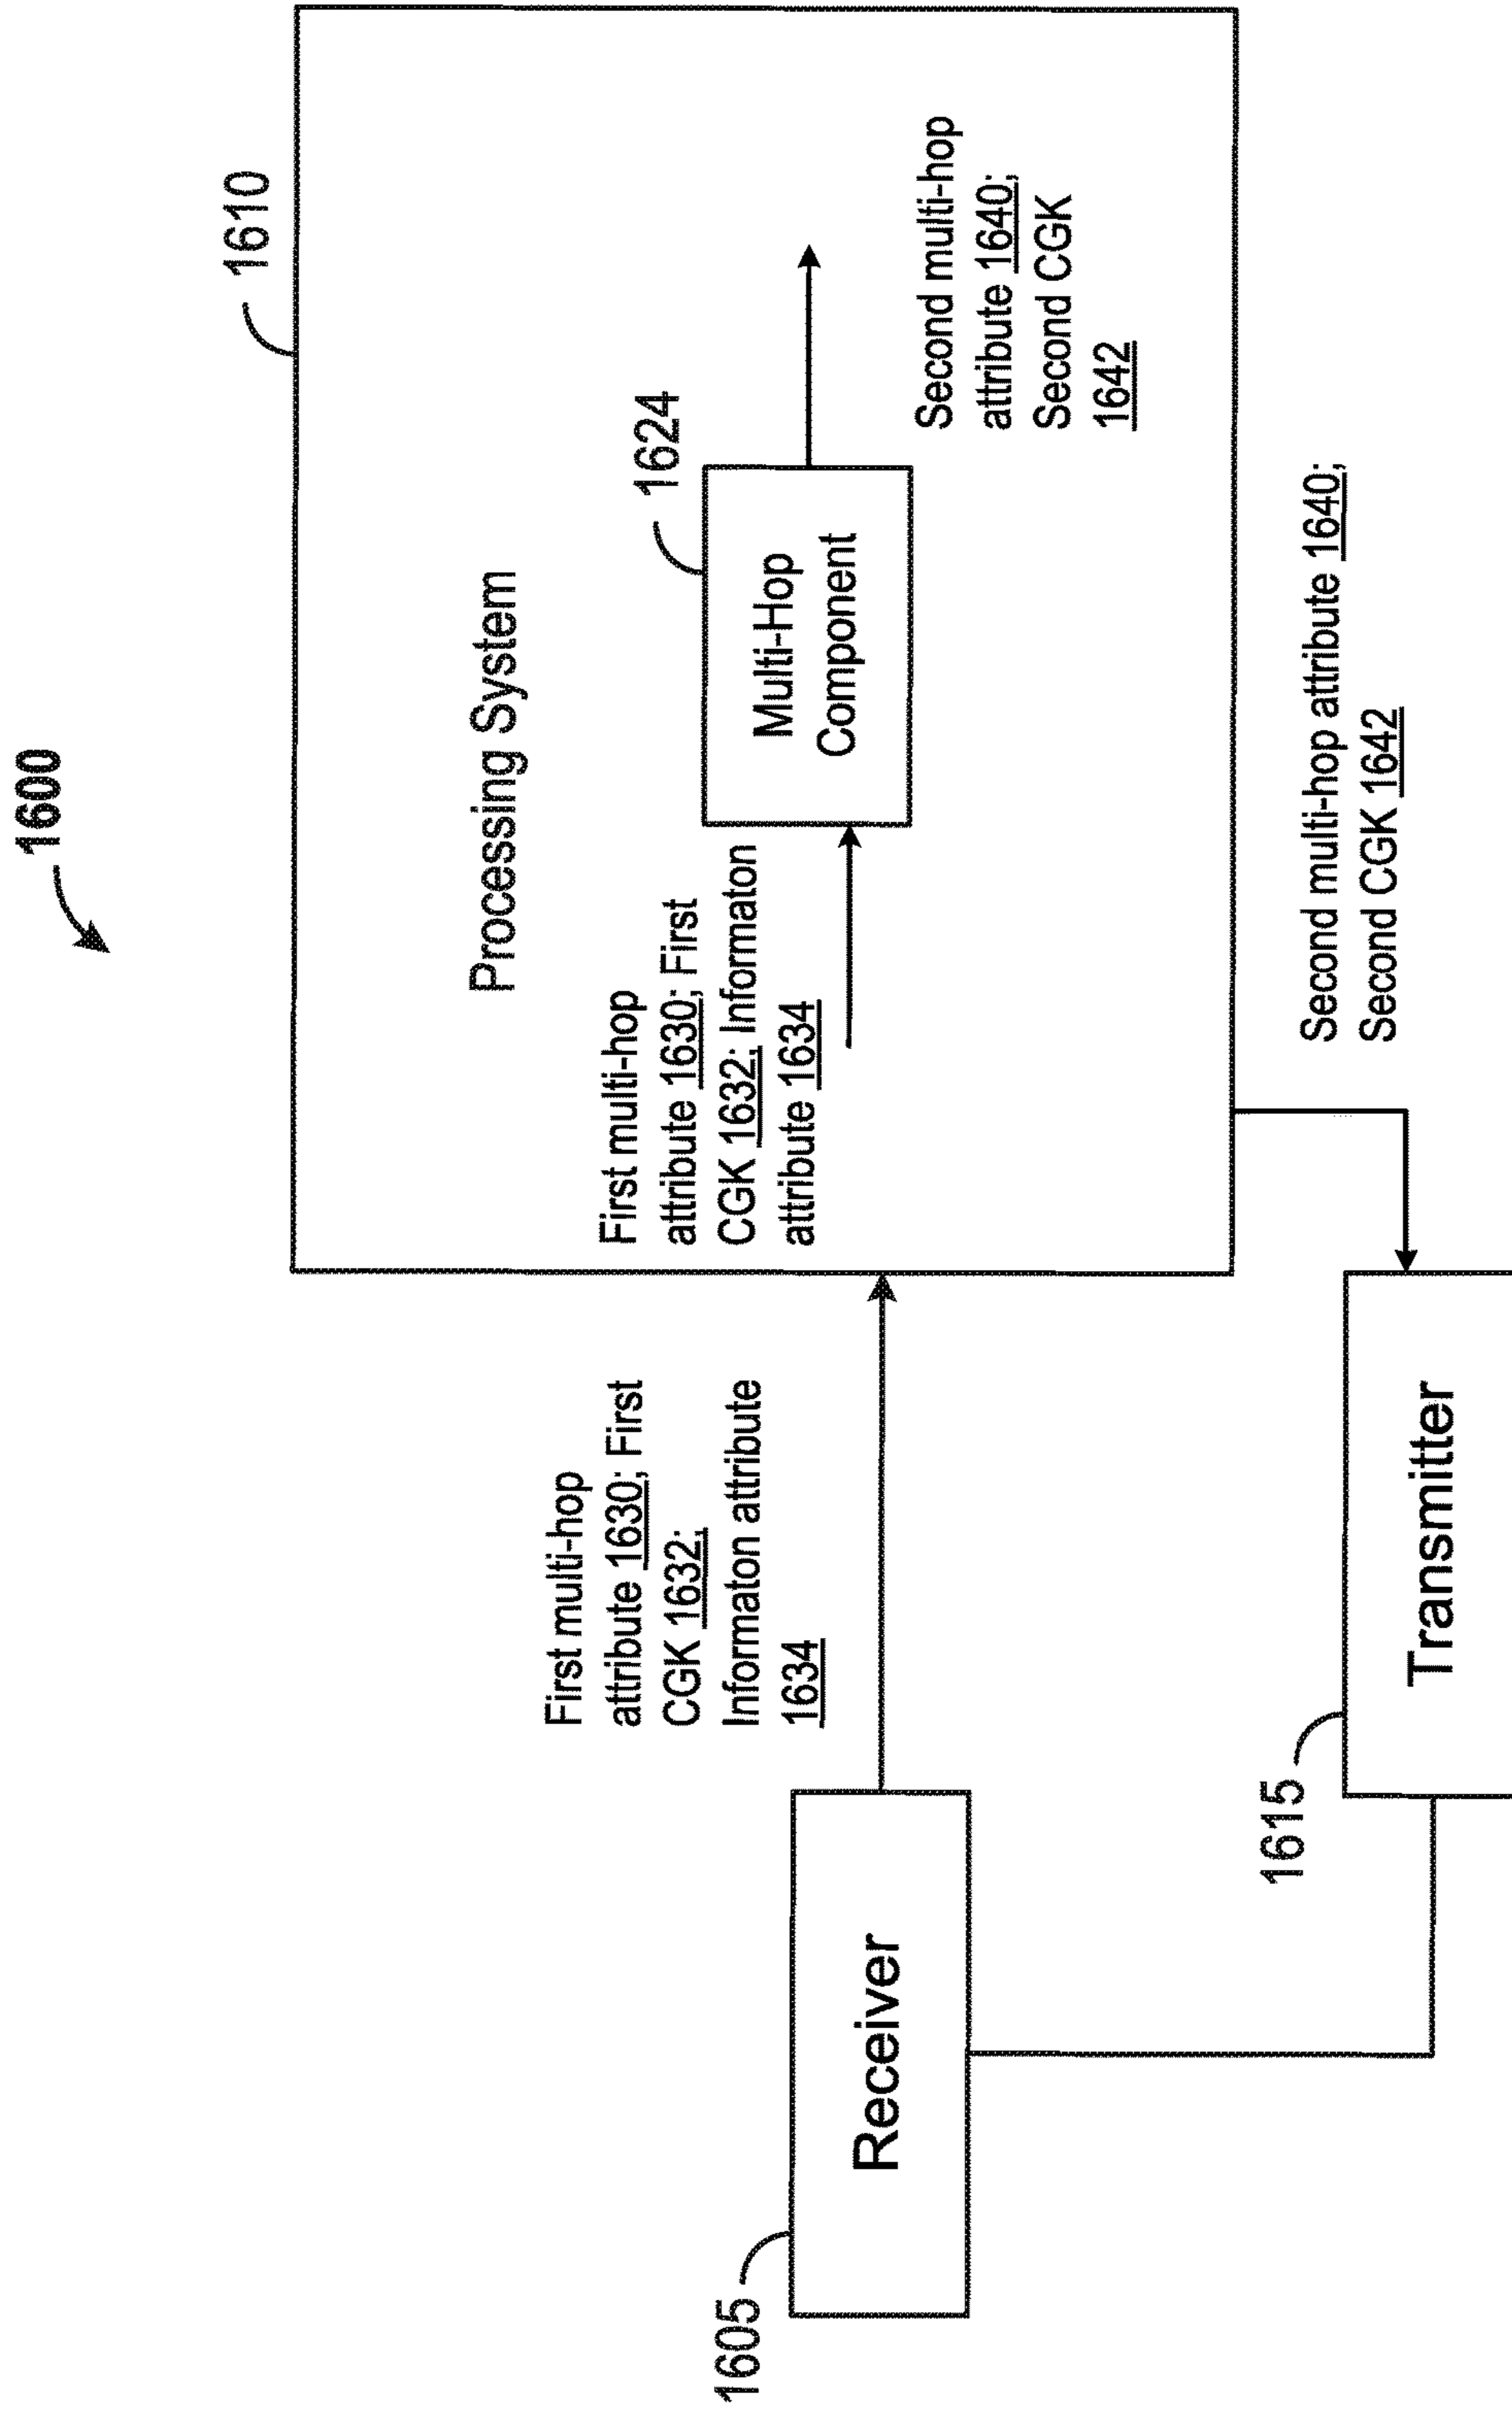 1600
1610
Processing System
1624
Multi-Hop
Component
First multi-hop
attribute 1630; First
CGK 1632; Informaton
attribute 1634
Second multi-hop
attribute 1640;
Second CGK
1642
First multi-hop
attribute 1630; First
CGK 1632;
Informaton attribute
1634
1605
Receiver
Second multi-hop attribute 1640;
Second CGK 1642
1615
Transmitter